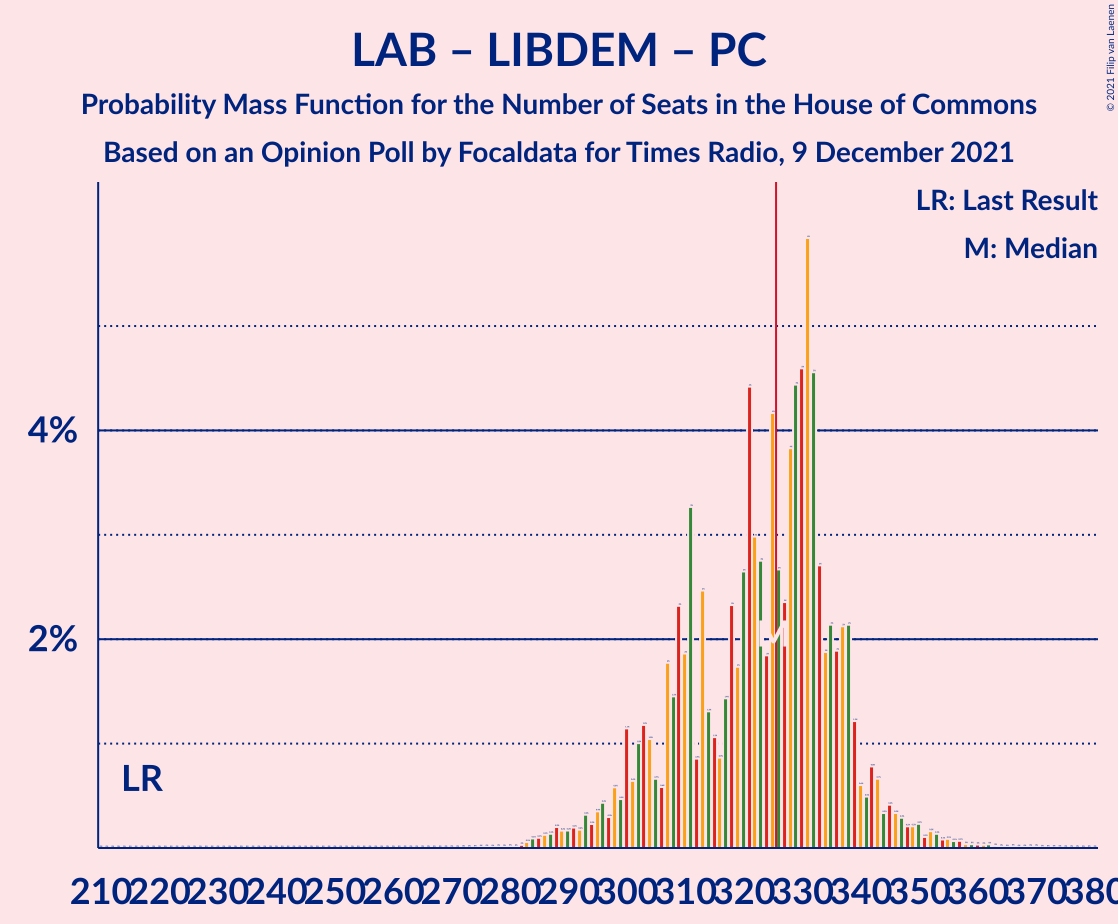 LAB – LIBDEM – PC
Probability Mass Function for the Number of Seats in the House of Commons
Based on an Opinion Poll by Focaldata for Times Radio, 9 December 2021
© 2021 Filip van Laenen
LR: Last Result
M: Median
4%
2%
LR
M
210 220 230 240 250 260 270 280 290 300 310 320 330 340 350 360 370 380